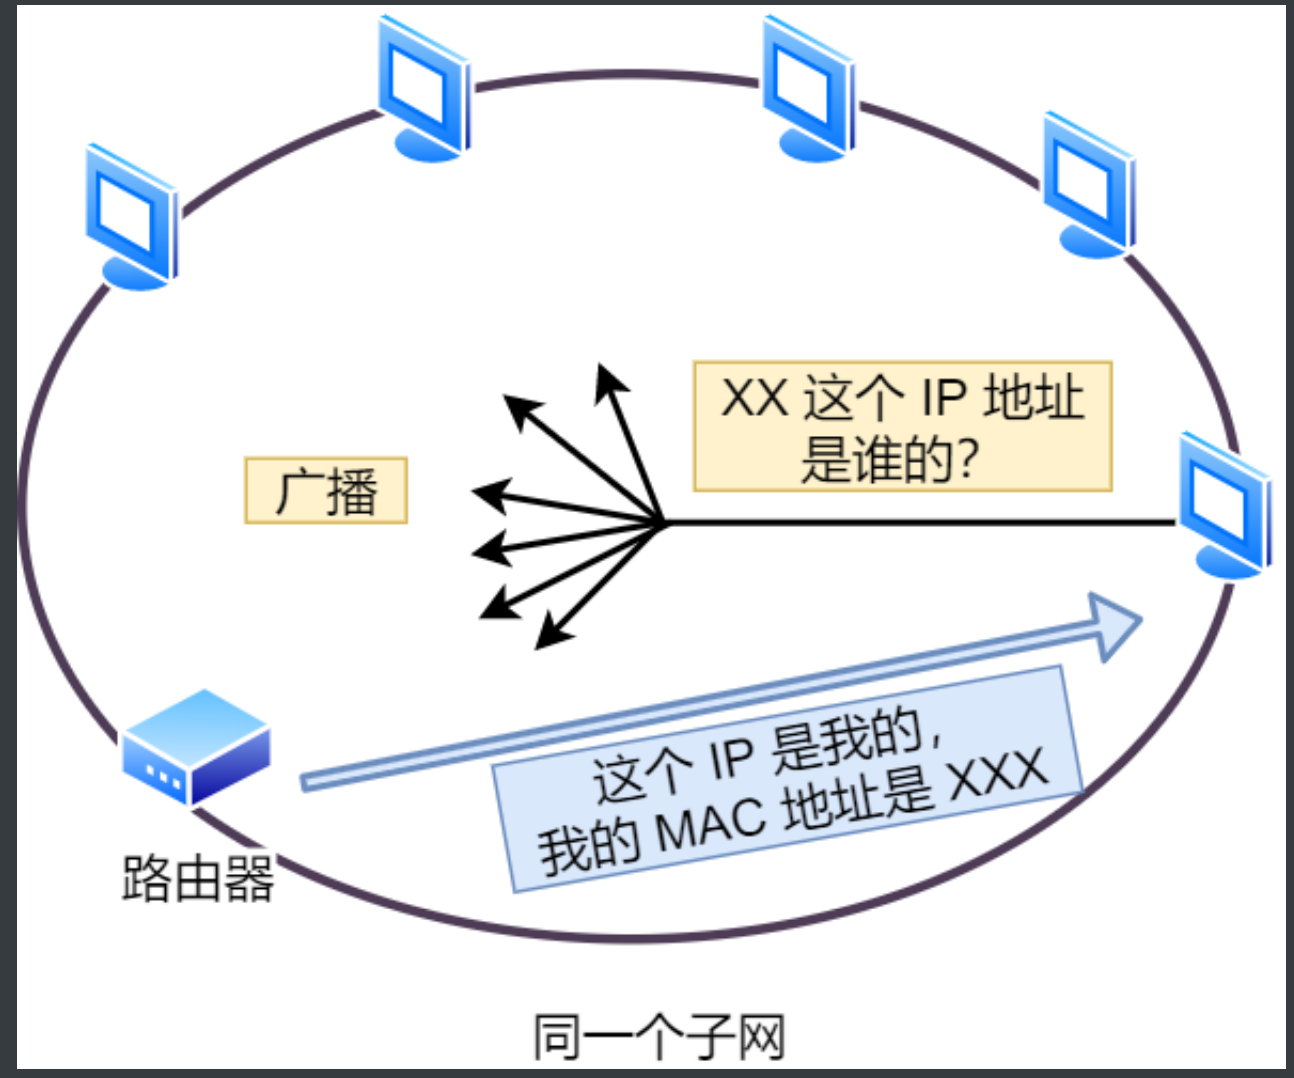 XX 这个 IP 地址
是谁的？
广播
这个 IP 是我的，
我的 MAC 地址是 XXX
路由器
同一个子网